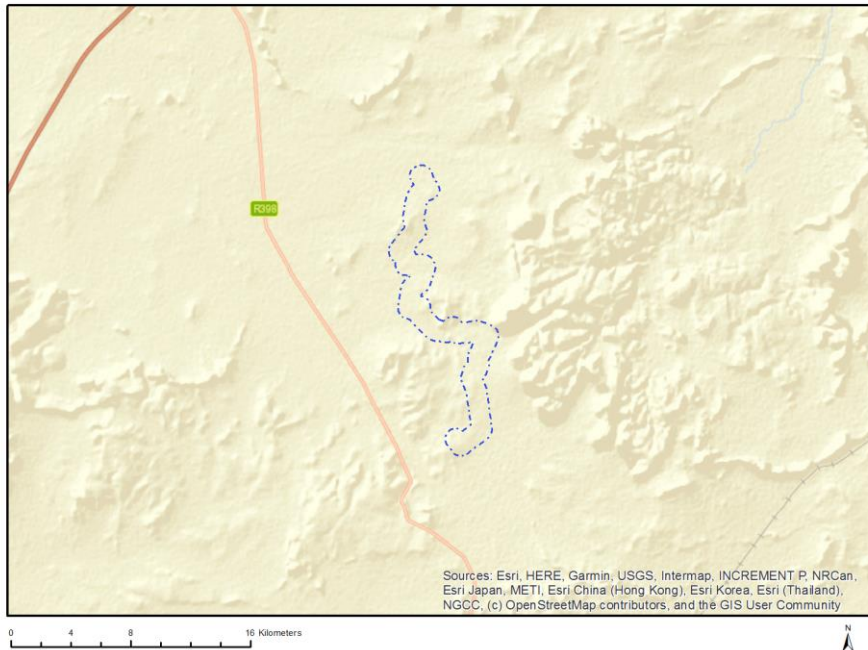 R398
Sources: Esri, HERE, Garmin, USGS, Intermap, INCREMENT P, NRCan,
Esri Japan, METI, Esri China (Hong Kong), Esri Korea, Esri (Thailand),
NGCC, (c) OpenStreetMap contributors, and the GIS User Community
0 4 8 16 Kilometers
N